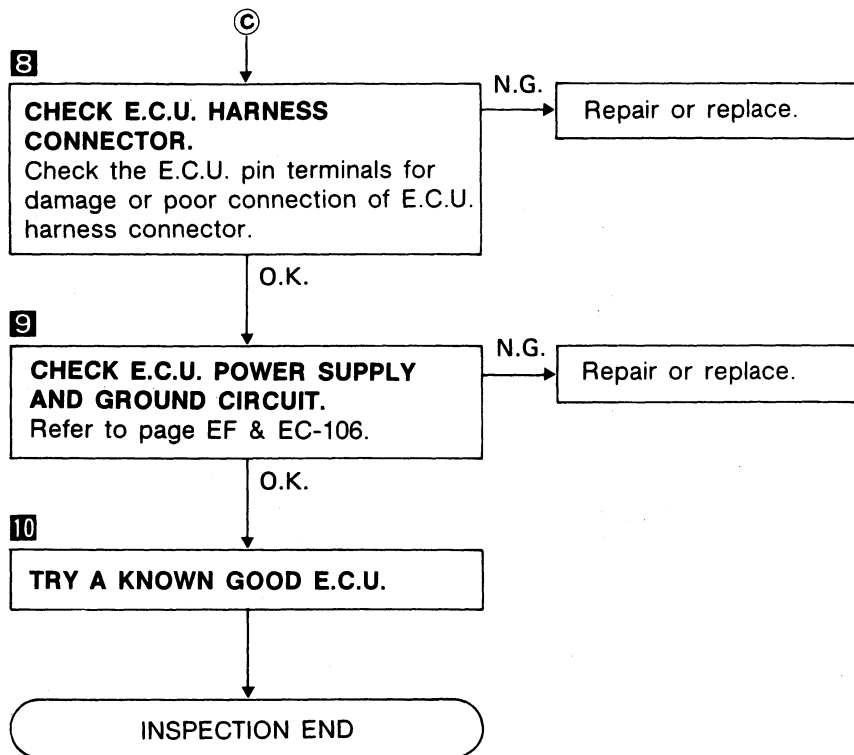 C
8
CHECK E.C.U. HARNESS
CONNECTOR.
Check the E.C.U. pin terminals for
damage or poor connection of E.C.U.
harness connector.
N.G.
Repair or replace.
O.K.
9
CHECK E.C.U. POWER SUPPLY
AND GROUND CIRCUIT.
Refer to page EF & EC-106.
N.G.
Repair or replace.
O.K.
10
TRY A KNOWN GOOD E.C.U.
INSPECTION END